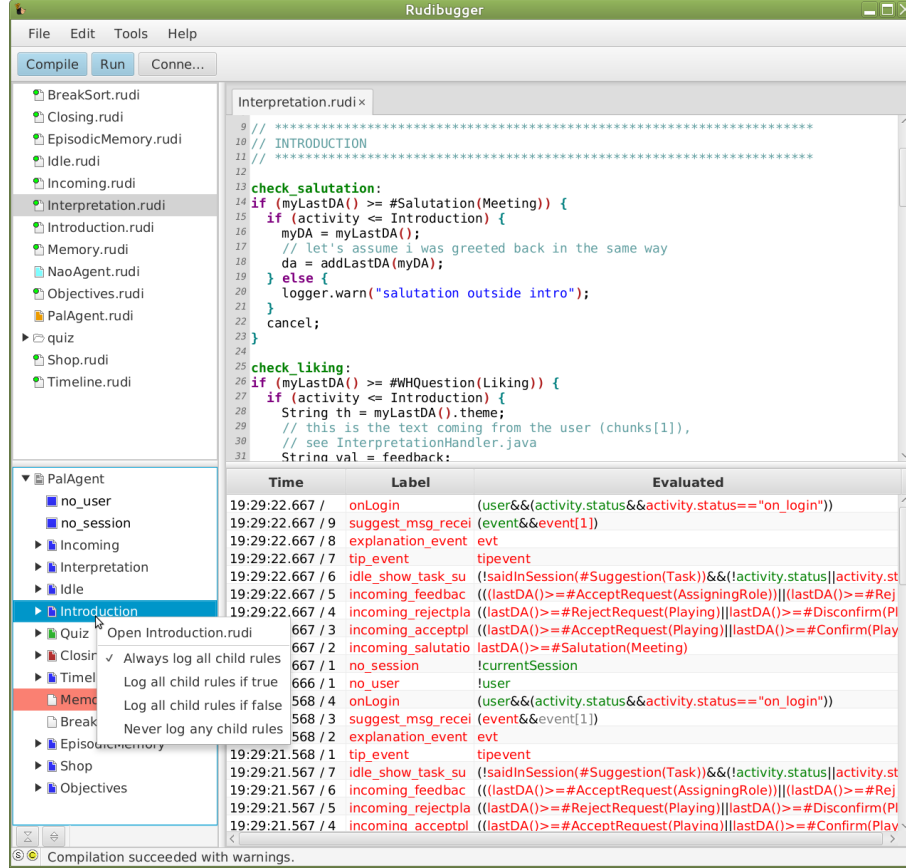 Rudibugger
File Edit Tools Help
Compile Run Conne...
BreakSort.rudi
Closing.rudi
EpisodicMemory.rudi
Idle.rudi
Incoming.rudi
Interpretation.rudi
Introduction.rudi
Memory.rudi
NaoAgent.rudi
Objectives.rudi
PalAgent.rudi
quiz
Shop.rudi
Timeline.rudi
Interpretation.rudi×
9 // **********************************************************************
10 // INTRODUCTION
11 // **********************************************************************
12
13 check_salutation:
14 if (myLastDA() >= #Salutation(Meeting)) {
15 if (activity <= Introduction) {
16 myDA = myLastDA();
17 // let's assume i was greeted back in the same way
18 da = addLastDA(myDA);
19 } else {
20 logger.warn("salutation outside intro");
21 }
22 cancel;
23 }
24
25 check_liking:
26 if (myLastDA() >= #WHQuestion(Liking)) {
27 if (activity <= Introduction) {
28 String th = myLastDA().theme;
29 // this is the text coming from the user (chunks[1]),
30 // see InterpretationHandler.java
31 String val = feedback;
PalAgent
no_user
no_session
Incoming
Interpretation
Idle
Introduction
Quiz
Closin
Timel
Memo
Break
EpisodicMemory
Shop
Objectives
Open Introduction.rudi
✓ Always log all child rules
Log all child rules if true
Log all child rules if false
Never log any child rules
Time Label Evaluated
19:29:22.667 / onLogin (user&&(activity.status&&activity.status=="on_login"))
19:29:22.667 / 9 suggest_msg_recei (event&&event[1])
19:29:22.667 / 8 explanation_event evt
19:29:22.667 / 7 tip_event tipevent
19:29:22.667 / 6 idle_show_task_su (!saidInSession(#Suggestion(Task))&&(!activity.status||activity.st
19:29:22.667 / 5 incoming_feedbac (((lastDA()>=#AcceptRequest(AssigningRole))||(lastDA()>=#Rej
19:29:22.667 / 4 incoming_rejectpla ((lastDA()>=#RejectRequest(Playing)||lastDA()>=#Disconfirm(Pl
667 / 3 incoming_acceptpl ((lastDA()>=#AcceptRequest(Playing)||lastDA()>=#Confirm(Play
667 / 2 incoming_salutatio lastDA()>=#Salutation(Meeting)
667 / 1 no_session !currentSession
666 / 1 no_user !user
568 / 4 onLogin (user&&(activity.status&&activity.status=="on_login"))
568 / 3 suggest_msg_recei (event&&event[1])
568 / 2 explanation_event evt
19:29:21.568 / 1 tip_event tipevent
19:29:21.567 / 7 idle_show_task_su (!saidInSession(#Suggestion(Task))&&(!activity.status||activity.st
19:29:21.567 / 6 incoming_feedbac (((lastDA()>=#AcceptRequest(AssigningRole))||(lastDA()>=#Rej
19:29:21.567 / 5 incoming_rejectpla ((lastDA()>=#RejectRequest(Playing)||lastDA()>=#Disconfirm(Pl
19:29:21.567 / 4 incoming_acceptpl ((lastDA()>=#AcceptRequest(Playing)||lastDA()>=#Confirm(Play
Ⓢ © Compilation succeeded with warnings.